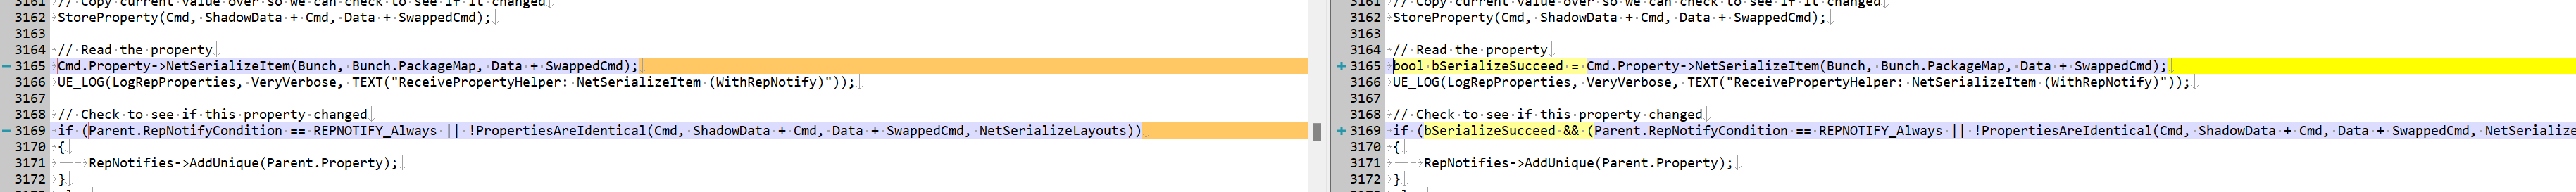 3161 // Copy current value over so we can check to see if it changed
3162 StoreProperty(Cmd, ShadowData + Cmd, Data + SwappedCmd);
3163
3164 // Read the property
3165 Cmd.Property->NetSerializeItem(Bunch, Bunch.PackageMap, Data + SwappedCmd);
3166 UE_LOG(LogRepProperties, VeryVerbose, TEXT("ReceivePropertyHelper: NetSerializeItem (WithRepNotify)"));
3167
3168 // Check to see if this property changed
3169 if (Parent.RepNotifyCondition == REPNOTIFY_Always || !PropertiesAreIdentical(Cmd, ShadowData + Cmd, Data + SwappedCmd, NetSerializeLayouts))
3170 {
3171 RepNotifies->AddUnique(Parent.Property);
3172 }
3161 // Copy current value over so we can check to see if it changed
3162 StoreProperty(Cmd, ShadowData + Cmd, Data + SwappedCmd);
3163
3164 // Read the property
3165 bool bSerializeSucceed = Cmd.Property->NetSerializeItem(Bunch, Bunch.PackageMap, Data + SwappedCmd);
3166 UE_LOG(LogRepProperties, VeryVerbose, TEXT("ReceivePropertyHelper: NetSerializeItem (WithRepNotify)"));
3167
3168 // Check to see if this property changed
3169 if (bSerializeSucceed && (Parent.RepNotifyCondition == REPNOTIFY_Always || !PropertiesAreIdentical(Cmd, ShadowData + Cmd, Data + SwappedCmd, NetSerialize
3170 {
3171 RepNotifies->AddUnique(Parent.Property);
3172 }